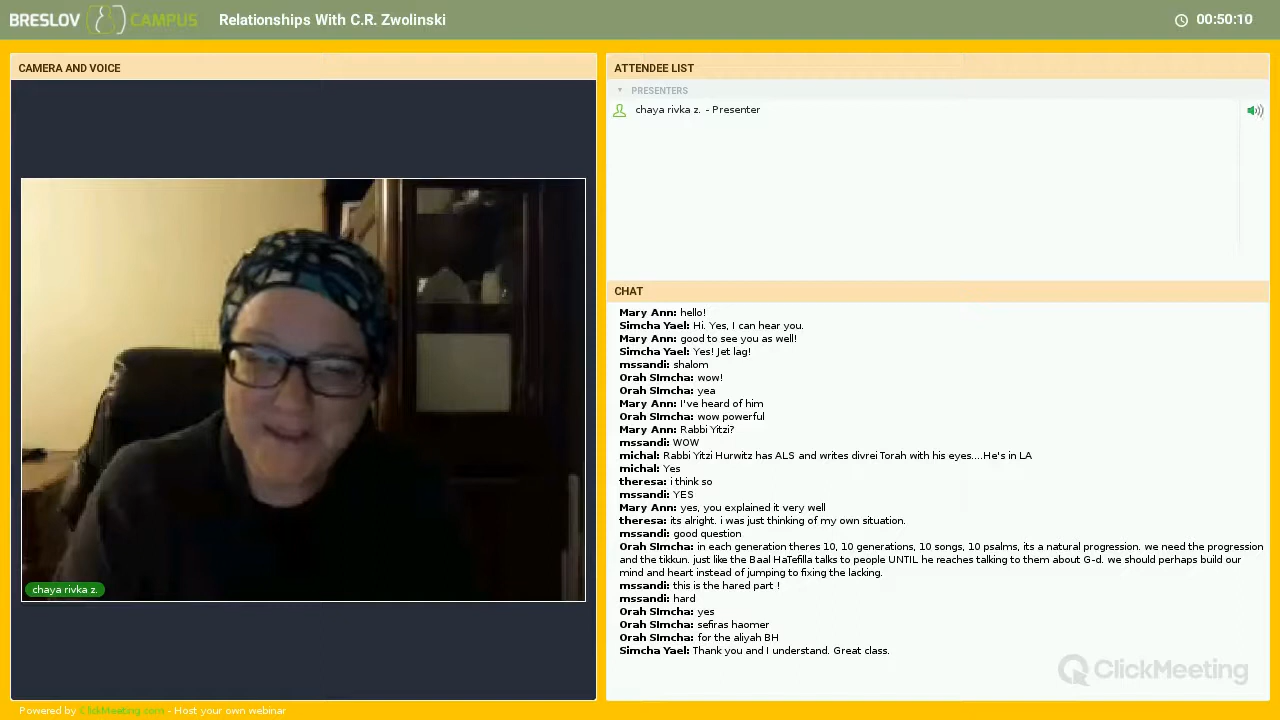 BRESLOV CAMPUS Relationships With C.R. Zwolinski 00:50:10
CAMERA AND VOICE
chaya rivka z.
ATTENDEE LIST
PRESENTERS
chaya rivka z. - Presenter
CHAT
Mary Ann: hello!
Simcha Yael: Hi. Yes, I can hear you.
Mary Ann: good to see you as well!
Simcha Yael: Yes! Jet lag!
mssandi: shalom
Orah SImcha: wow!
Orah SImcha: yea
Mary Ann: I've heard of him
Orah SImcha: wow powerful
Mary Ann: Rabbi Yitzi?
mssandi: WOW
michal: Rabbi Yitzi Hurwitz has ALS and writes divrei Torah with his eyes....He's in LA
michal: Yes
theresa: i think so
mssandi: YES
Mary Ann: yes, you explained it very well
theresa: its alright. i was just thinking of my own situation.
mssandi: good question
Orah SImcha: in each generation theres 10, 10 generations, 10 songs, 10 psalms, its a natural progression. we need the progression
and the tikkun. just like the Baal HaTefilla talks to people UNTIL he reaches talking to them about G-d. we should perhaps build our
mind and heart instead of jumping to fixing the lacking.
mssandi: this is the hared part !
mssandi: hard
Orah SImcha: yes
Orah SImcha: sefiras haomer
Orah SImcha: for the aliyah BH
Simcha Yael: Thank you and I understand. Great class.
ClickMeeting
Powered by ClickMeeting.com - Host your own webinar